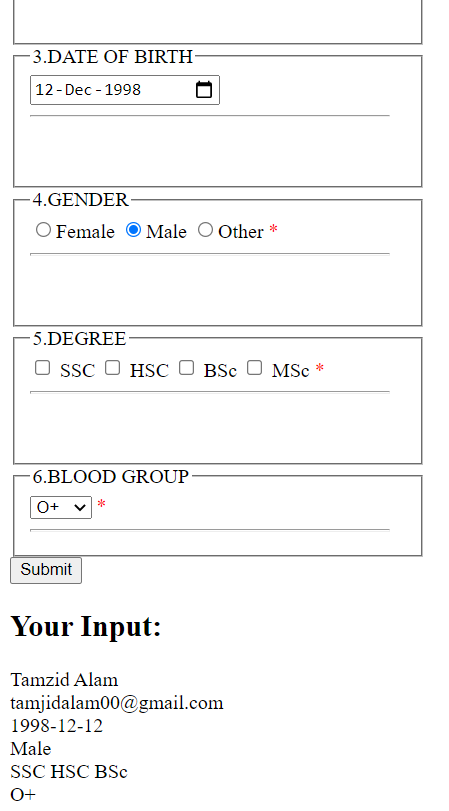 3.DATE OF BIRTH
12-Dec-1998
4.GENDER
Female Male Other *
5.DEGREE
SSC HSC BSc MSc *
6.BLOOD GROUP
O+ *
Submit
Your Input:
Tamzid Alam
tamjidalam00@gmail.com
1998-12-12
Male
SSC HSC BSc
O+